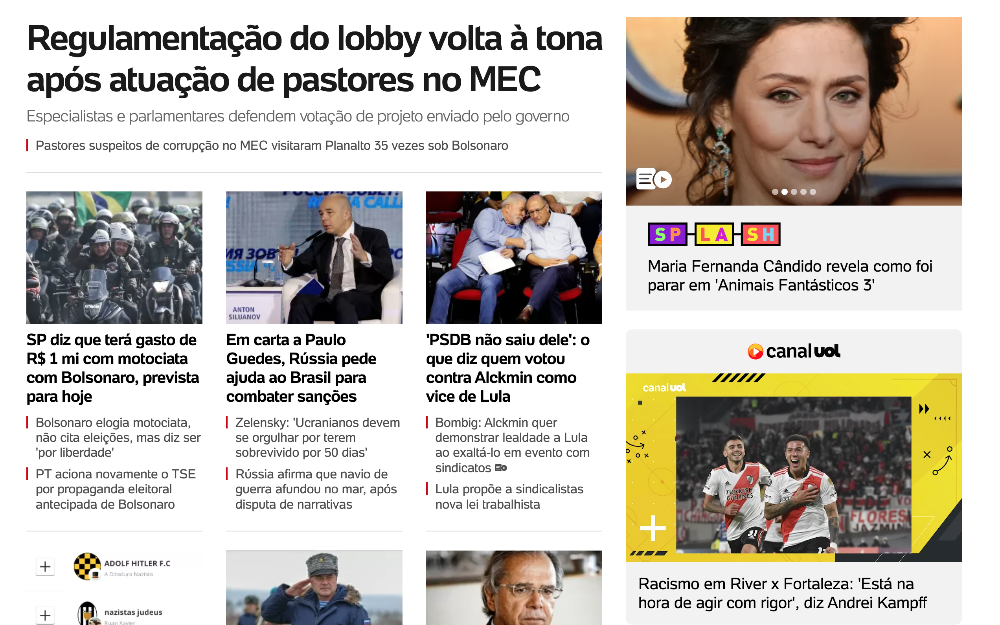 Regulamentação do lobby volta à tona
após atuação de pastores no MEC
Especialistas e parlamentares defendem votação de projeto enviado pelo governo
Pastores suspeitos de corrupção no MEC visitaram Planalto 35 vezes sob Bolsonaro
ANTON
SILUANOV
SP diz que terá gasto de
R$ 1 mi com motociata
com Bolsonaro, prevista
para hoje
Bolsonaro elogia motociata,
não cita eleições, mas diz ser
'por liberdade'
PT aciona novamente o TSE
por propaganda eleitoral
antecipada de Bolsonaro
Em carta a Paulo
Guedes, Rússia pede
ajuda ao Brasil para
combater sanções
Zelensky: 'Ucranianos devem
se orgulhar por terem
sobrevivido por 50 dias'
Rússia afirma que navio de
guerra afundou no mar, após
disputa de narrativas
'PSDB não saiu dele': o
que diz quem votou
contra Alckmin como
vice de Lula
Bombig: Alckmin quer
demonstrar lealdade a Lula
ao exaltá-lo em evento com
sindicatos
Lula propõe a sindicalistas
nova lei trabalhista
ADOLF HITLER F.C
A Ditadura Nazista
nazistas judeus
Ruan Xavier
SPLASH
Maria Fernanda Cândido revela como foi
parar em 'Animais Fantásticos 3'
canal uol
canal uol
TURKISH
AIRLINES
31
FLORES
JAZMIN
Racismo em River x Fortaleza: 'Está na
hora de agir com rigor', diz Andrei Kampff